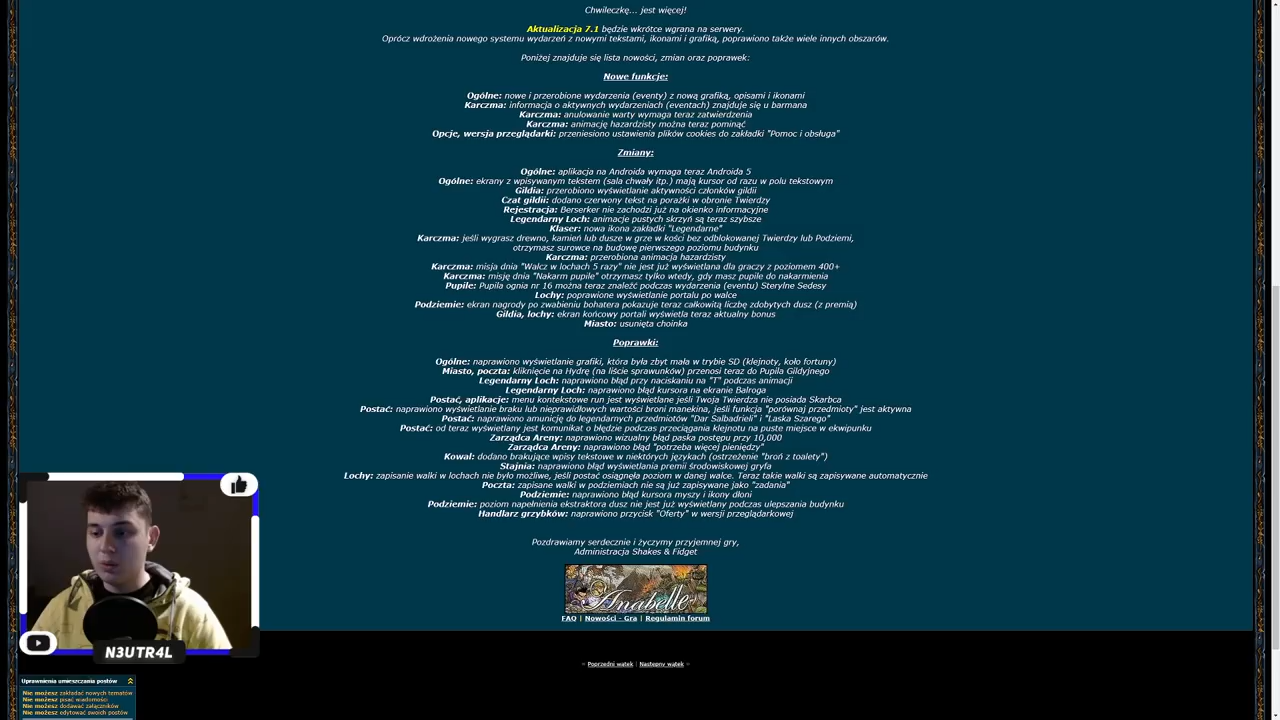 Chwileczkę... jest więcej!
Aktualizacja 7.1 będzie wkrótce wgrana na serwery.
Oprócz wdrożenia nowego systemu wydarzeń z nowymi tekstami, ikonami i grafiką, poprawiono także wiele innych obszarów.
Poniżej znajduje się lista nowości, zmian oraz poprawek:
Nowe funkcje:
Ogólne: nowe i przerobione wydarzenia (eventy) z nową grafiką, opisami i ikonami
Karczma: informacja o aktywnych wydarzeniach (eventach) znajduje się u barmana
Karczma: anulowanie warty wymaga teraz zatwierdzenia
Karczma: animację hazardzisty można teraz pominąć
Opcje, wersja przeglądarki: przeniesiono ustawienia plików cookies do zakładki "Pomoc i obsługa"
Zmiany:
Ogólne: aplikacja na Androida wymaga teraz Androida 5
Ogólne: ekrany z wpisywanym tekstem (sala chwały itp.) mają kursor od razu w polu tekstowym
Gildia: przerobiono wyświetlanie aktywności członków gildii
Czat gildii: dodano czerwony tekst na porażki w obronie Twierdzy
Rejestracja: Berserker nie zachodzi już na okienko informacyjne
Legendarny Loch: animacje pustych skrzyń są teraz szybsze
Klaser: nowa ikona zakładki "Legendarne"
Karczma: jeśli wygrasz drewno, kamień lub dusze w grze w kości bez odblokowanej Twierdzy lub Podziemi,
otrzymasz surowce na budowę pierwszego poziomu budynku
Karczma: przerobiona animacja hazardzisty
Karczma: misja dnia "Walcz w lochach 5 razy" nie jest już wyświetlana dla graczy z poziomem 400+
Karczma: misję dnia "Nakarm pupile" otrzymasz tylko wtedy, gdy masz pupile do nakarmienia
Pupile: Pupila ognia nr 16 można teraz znaleźć podczas wydarzenia (eventu) Sterylne Sedesy
Lochy: poprawione wyświetlanie portalu po walce
Podziemie: ekran nagrody po zwabieniu bohatera pokazuje teraz całkowitą liczbę zdobytych dusz (z premią)
Gildia, lochy: ekran końcowy portali wyświetla teraz aktualny bonus
Miasto: usunięta choinka
Poprawki:
Ogólne: naprawiono wyświetlanie grafiki, która była zbyt mała w trybie SD (klejnoty, koło fortuny)
Miasto, poczta: kliknięcie na Hydrę (na liście sprawunków) przenosi teraz do Pupila Gildyjnego
Legendarny Loch: naprawiono błąd przy naciskaniu na "T" podczas animacji
Legendarny Loch: naprawiono błąd kursora na ekranie Balroga
Postać, aplikacje: menu kontekstowe run jest wyświetlane jeśli Twoja Twierdza nie posiada Skarbca
Postać: naprawiono wyświetlanie braku lub nieprawidłowych wartości broni manekina, jeśli funkcja "porównaj przedmioty" jest aktywna
Postać: naprawiono amunicję do legendarnych przedmiotów "Dar Salbadrieli" i "Laska Szarego"
Postać: od teraz wyświetlany jest komunikat o błędzie podczas przeciągania klejnotu na puste miejsce w ekwipunku
Zarządca Areny: naprawiono wizualny błąd paska postępu przy 10,000
Zarządca Areny: naprawiono błąd "potrzeba więcej pieniędzy"
Kowal: dodano brakujące wpisy tekstowe w niektórych językach (ostrzeżenie "broń z toalety")
Stajnia: naprawiono błąd wyświetlania premii środowiskowej gryfa
Lochy: zapisanie walki w lochach nie było możliwe, jeśli postać osiągnęła poziom w danej walce. Teraz takie walki są zapisywane automatycznie
Poczta: zapisane walki w podziemiach nie są już zapisywane jako "zadania"
Podziemie: naprawiono błąd kursora myszy i ikony dłoni
Podziemie: poziom napełnienia ekstraktora dusz nie jest już wyświetlany podczas ulepszania budynku
Handlarz grzybków: naprawiono przycisk "Oferty" w wersji przeglądarkowej
Pozdrawiamy serdecznie i życzymy przyjemnej gry,
Administracja Shakes & Fidget
Anabelle
FAQ | Nowości - Gra | Regulamin forum
N3UTR4L
« Poprzedni wątek | Następny wątek »
Uprawnienia umieszczania postów
Nie możesz zakładać nowych tematów
Nie możesz pisać wiadomości
Nie możesz dodawać załączników
Nie możesz edytować swoich postów